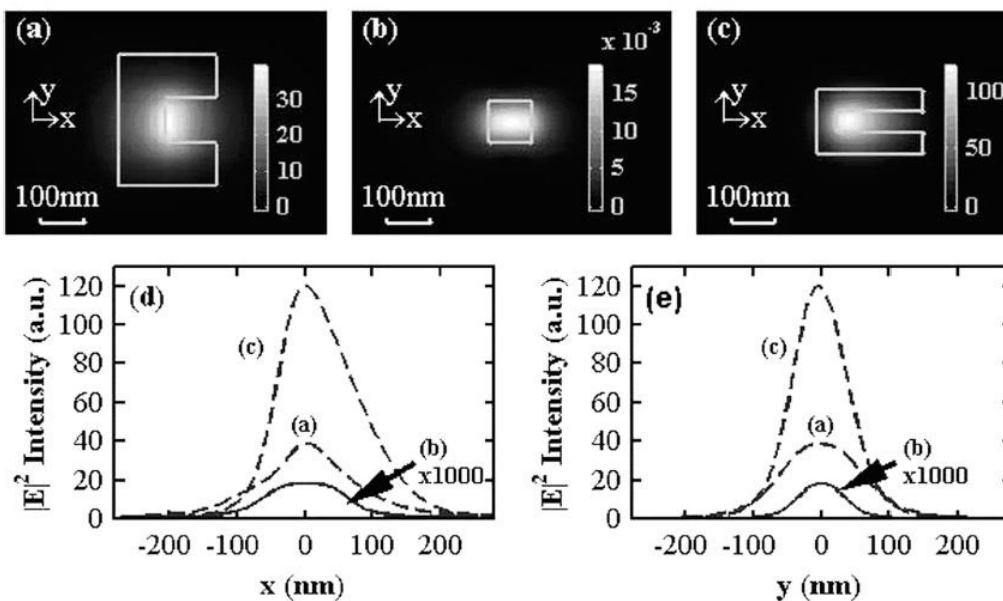 (a)
y
x
30
20
10
0
100nm
(b)
x 10⁻³
y
x
15
10
5
0
100nm
(c)
y
x
100
50
0
100nm
(d)
120
100
80
60
40
20
0
|E|² Intensity (a.u.)
(c)
(a)
(b)
x1000
-200 -100 0 100 200
x (nm)
(e)
120
100
80
60
40
20
0
|E|² Intensity (a.u.)
(c)
(a)
(b)
x1000
-200 -100 0 100 200
y (nm)